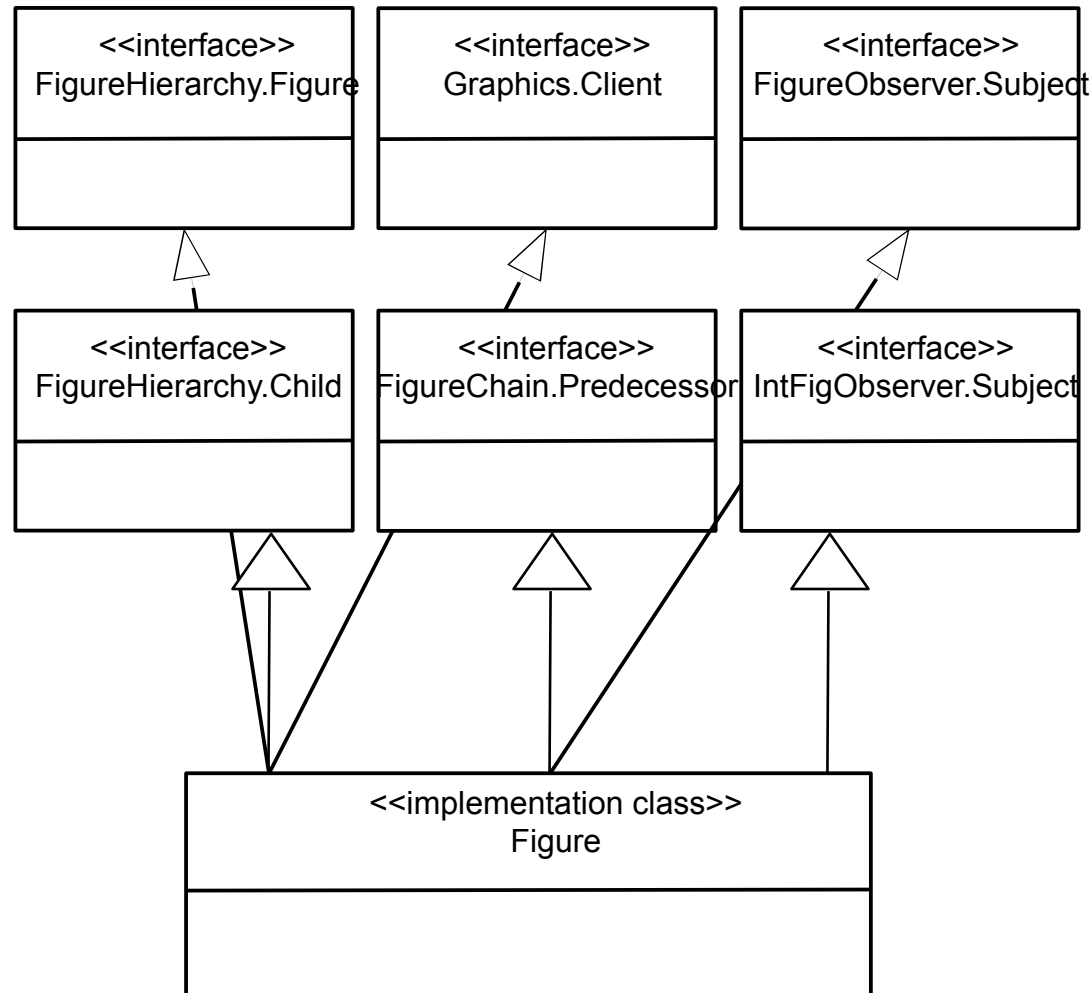 <<interface>>
FigureHierarchy.Figure
<<interface>>
Graphics.Client
<<interface>>
FigureObserver.Subject
<<interface>>
FigureHierarchy.Child
<<interface>>
FigureChain.Predecessor
<<interface>>
IntFigObserver.Subject
<<implementation class>>
Figure